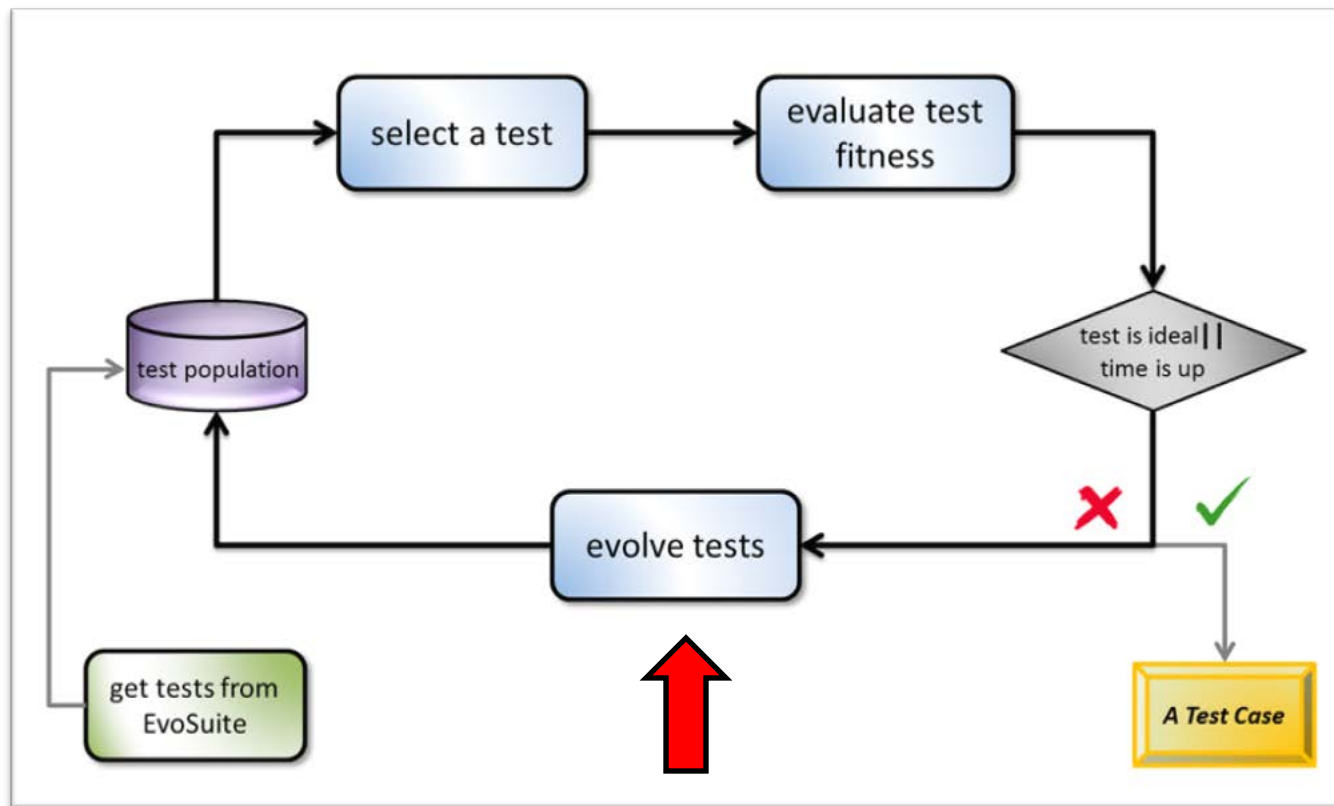 select a test
evaluate test
fitness
test is ideal||
time is up
test population
evolve tests
get tests from
EvoSuite
A Test Case